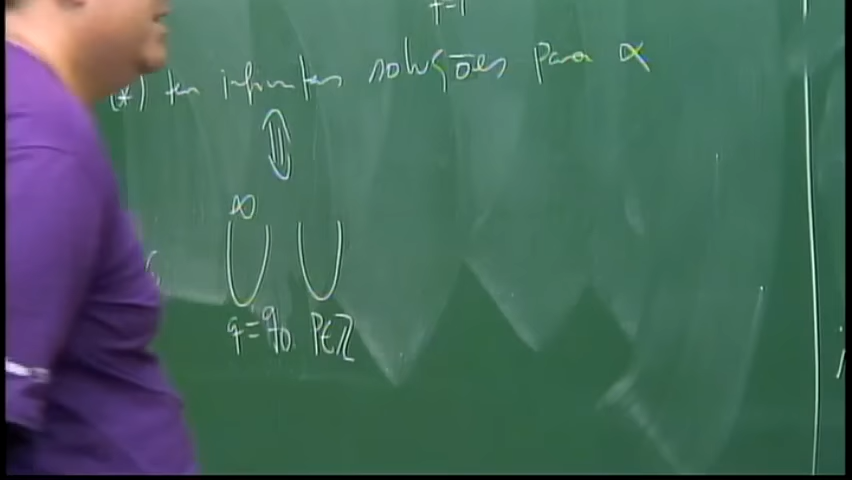 (*) tem infinitas soluções para α
⇕
∞
⋃ ⋃
q=q₀ p∈ℤ